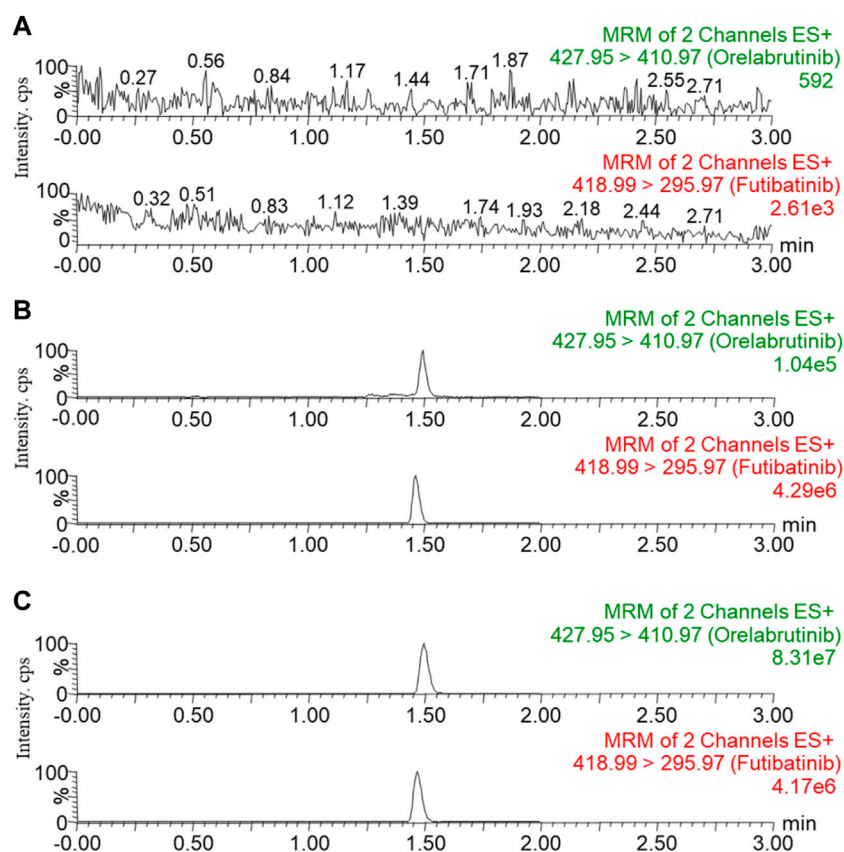 A
MRM of 2 Channels ES+
427.95 > 410.97 (Orelabrutinib)
592
Intensity. cps
100
%
0
0.27 0.56 0.84 1.17 1.44 1.71 1.87 2.55 2.71
-0.00 0.50 1.00 1.50 2.00 2.50 3.00
MRM of 2 Channels ES+
418.99 > 295.97 (Futibatinib)
2.61e3
100
%
0
0.32 0.51 0.83 1.12 1.39 1.74 1.93 2.18 2.44 2.71
min
-0.00 0.50 1.00 1.50 2.00 2.50 3.00
B
MRM of 2 Channels ES+
427.95 > 410.97 (Orelabrutinib)
1.04e5
Intensity. cps
100
%
0
-0.00 0.50 1.00 1.50 2.00 2.50 3.00
MRM of 2 Channels ES+
418.99 > 295.97 (Futibatinib)
4.29e6
100
%
0
min
-0.00 0.50 1.00 1.50 2.00 2.50 3.00
C
MRM of 2 Channels ES+
427.95 > 410.97 (Orelabrutinib)
8.31e7
Intensity. cps
100
%
0
-0.00 0.50 1.00 1.50 2.00 2.50 3.00
MRM of 2 Channels ES+
418.99 > 295.97 (Futibatinib)
4.17e6
100
%
0
min
-0.00 0.50 1.00 1.50 2.00 2.50 3.00